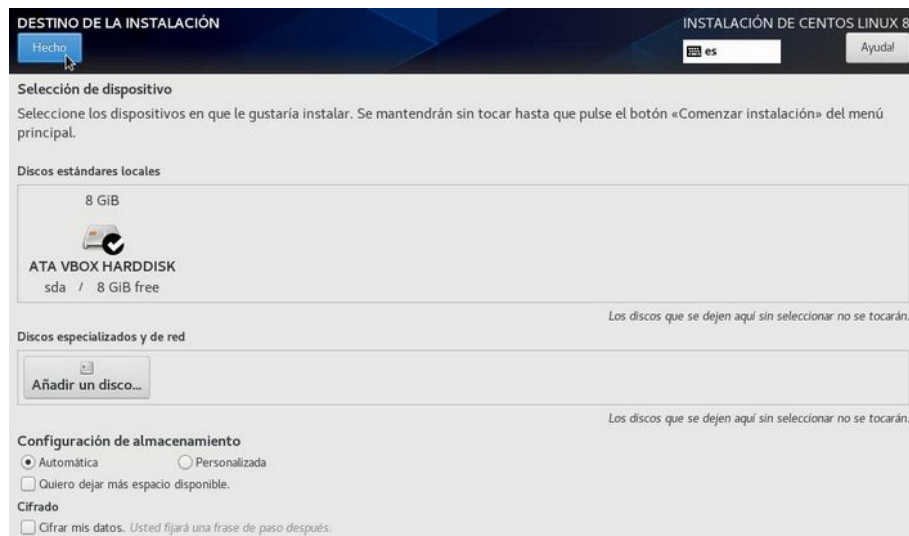 DESTINO DE LA INSTALACIÓN
INSTALACIÓN DE CENTOS LINUX 8
Hecho
es
Ayuda!
Selección de dispositivo
Seleccione los dispositivos en que le gustaría instalar. Se mantendrán sin tocar hasta que pulse el botón «Comenzar instalación» del menú
principal.
Discos estándares locales
8 GiB
ATA VBOX HARDDISK
sda / 8 GiB free
Los discos que se dejen aquí sin seleccionar no se tocarán.
Discos especializados y de red
Añadir un disco...
Los discos que se dejen aquí sin seleccionar no se tocarán.
Configuración de almacenamiento
Automática Personalizada
Quiero dejar más espacio disponible.
Cifrado
Cifrar mis datos. Usted fijará una frase de paso después.